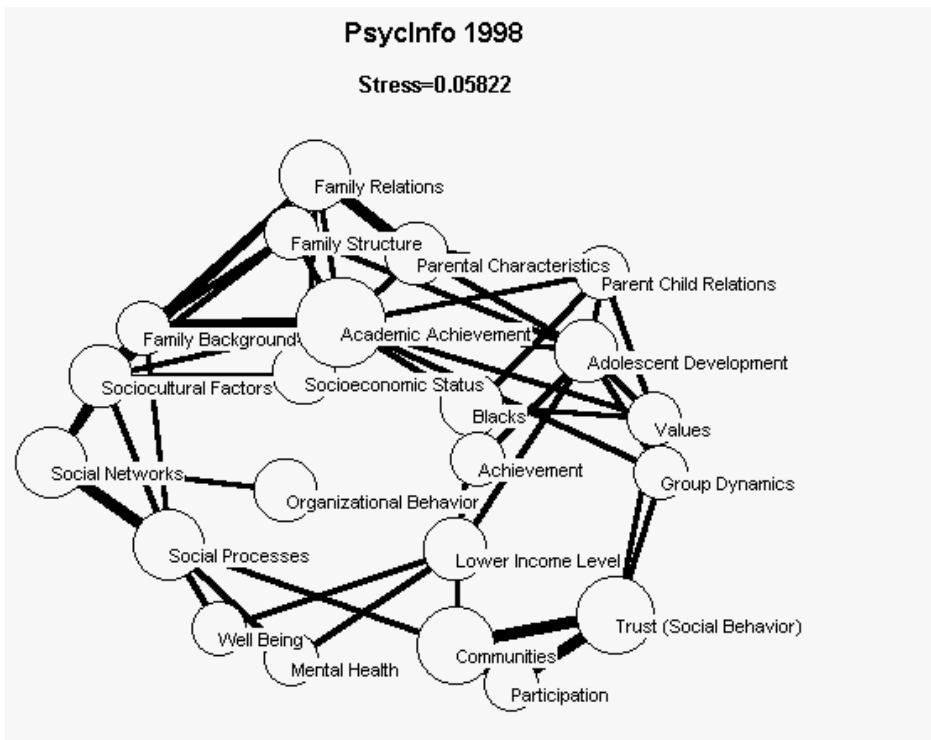 PsycInfo 1998
Stress=0.05822
Family Relations
Family Structure
Parental Characteristics
Parent Child Relations
Family Background
Academic Achievement
Adolescent Development
Sociocultural Factors
Socioeconomic Status
Blacks
Values
Social Networks
Achievement
Group Dynamics
Organizational Behavior
Social Processes
Lower Income Level
Well Being
Trust (Social Behavior)
Mental Health
Communities
Participation